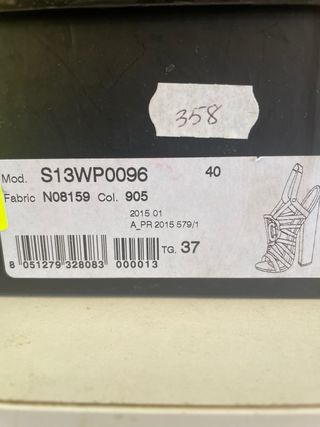 358
Mod. S13WP0096 40
Fabric N08159 Col. 905
2015 01
A_PR 2015 579/1
TG. 37
8 051279 328083 000013